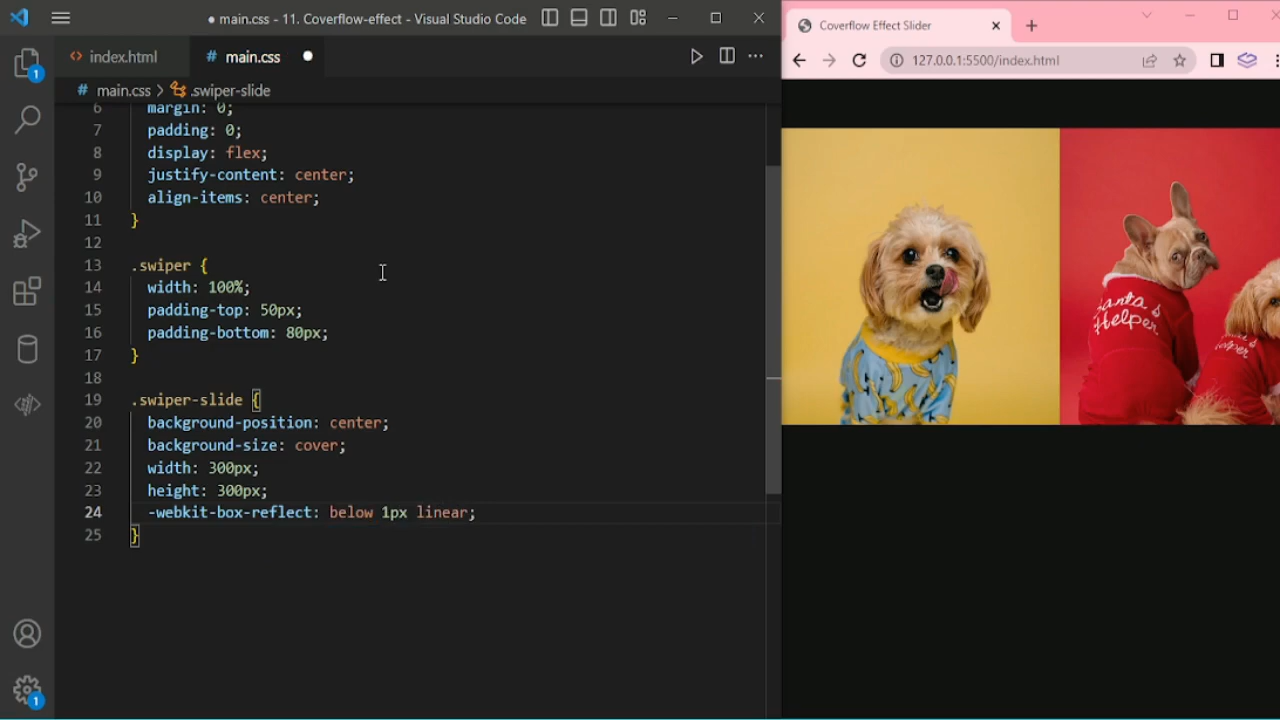 ● main.css - 11. Coverflow-effect - Visual Studio Code
Coverflow Effect Slider
<> index.html
# main.css ●
127.0.0.1:5500/index.html
# main.css > .swiper-slide
6 margin: 0;
7 padding: 0;
8 display: flex;
9 justify-content: center;
10 align-items: center;
11 }
12
13 .swiper {
14 width: 100%;
15 padding-top: 50px;
16 padding-bottom: 80px;
17 }
18
19 .swiper-slide {
20 background-position: center;
21 background-size: cover;
22 width: 300px;
23 height: 300px;
24 -webkit-box-reflect: below 1px linear;
25 }
1
1
Santa's
Helper